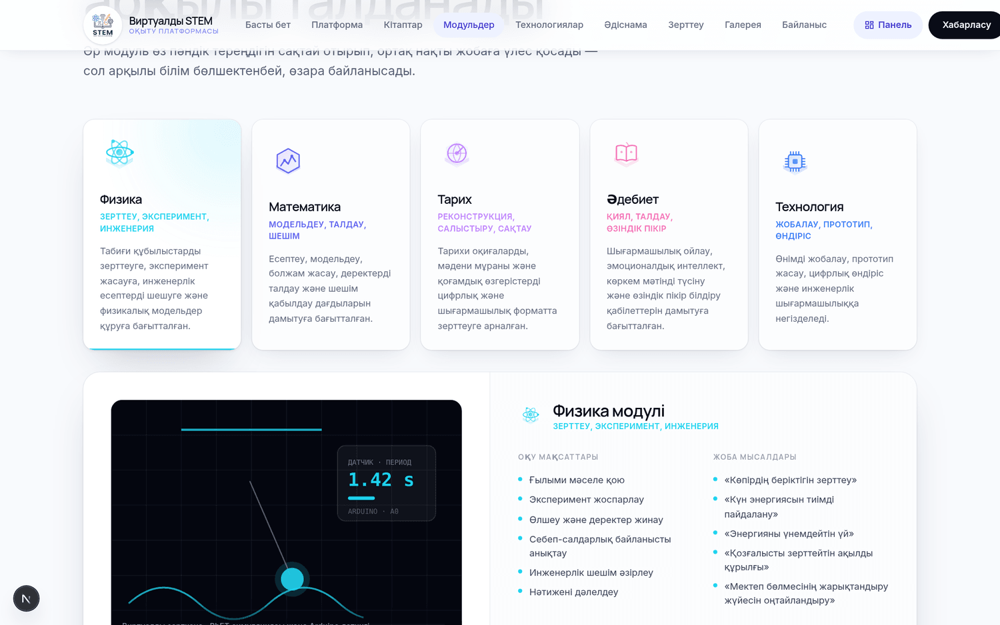 Виртуалды STEM
ОҚЫТУ ПЛАТФОРМАСЫ
STEM
Басты бет
Платформа
Кітаптар
Модульдер
Технологиялар
Әдіснама
Зерттеу
Галерея
Байланыс
Панель
Хабарласу
Әр модуль өз пәндік тереңдігін сақтай отырып, ортақ нақты жобаға үлес қосады —
сол арқылы білім бөлшектенбей, өзара байланысады.
Физика
ЗЕРТТЕУ, ЭКСПЕРИМЕНТ,
ИНЖЕНЕРИЯ
Табиғи құбылыстарды
зерттеуге, эксперимент
жасауға, инженерлік
есептерді шешуге және
физикалық модельдер
құруға бағытталған.
Математика
МОДЕЛЬДЕУ, ТАЛДАУ,
ШЕШІМ
Есептеу, модельдеу,
болжам жасау, деректерді
талдау және шешім
қабылдау дағдыларын
дамытуға бағытталған.
Тарих
РЕКОНСТРУКЦИЯ,
САЛЫСТЫРУ, САҚТАУ
Тарихи оқиғаларды,
мәдени мұраны және
қоғамдық өзгерістерді
цифрлық және
шығармашылық форматта
зерттеуге арналған.
Әдебиет
ҚИЯЛ, ТАЛДАУ,
ӨЗІНДІК ПІКІР
Шығармашылық ойлау,
эмоционалдық интеллект,
көркем мәтінді түсіну
және өзіндік пікір білдіру
қабілеттерін дамытуға
бағытталған.
Технология
ЖОБАЛАУ, ПРОТОТИП,
ӨНДІРІС
Өнімді жобалау, прототип
жасау, цифрлық өндіріс
және инженерлік
шығармашылыққа
негізделеді.
ДАТЧИК · ПЕРИОД
1.42 s
ARDUINO · A0
Физика модулі
ЗЕРТТЕУ, ЭКСПЕРИМЕНТ, ИНЖЕНЕРИЯ
ОҚУ МАҚСАТТАРЫ
Ғылыми мәселе қою
Эксперимент жоспарлау
Өлшеу және деректер жинау
Себеп-салдарлық байланысты
анықтау
Инженерлік шешім әзірлеу
Нәтижені дәлелдеу
ЖОБА МЫСАЛДАРЫ
«Көпірдің беріктігін зерттеу»
«Күн энергиясын тиімді
пайдалану»
«Энергияны үнемдейтін үй»
«Қозғалысты зерттейтін ақылды
құрылғы»
«Мектеп бөлмесінің жарықтандыру
жүйесін оңтайландыру»